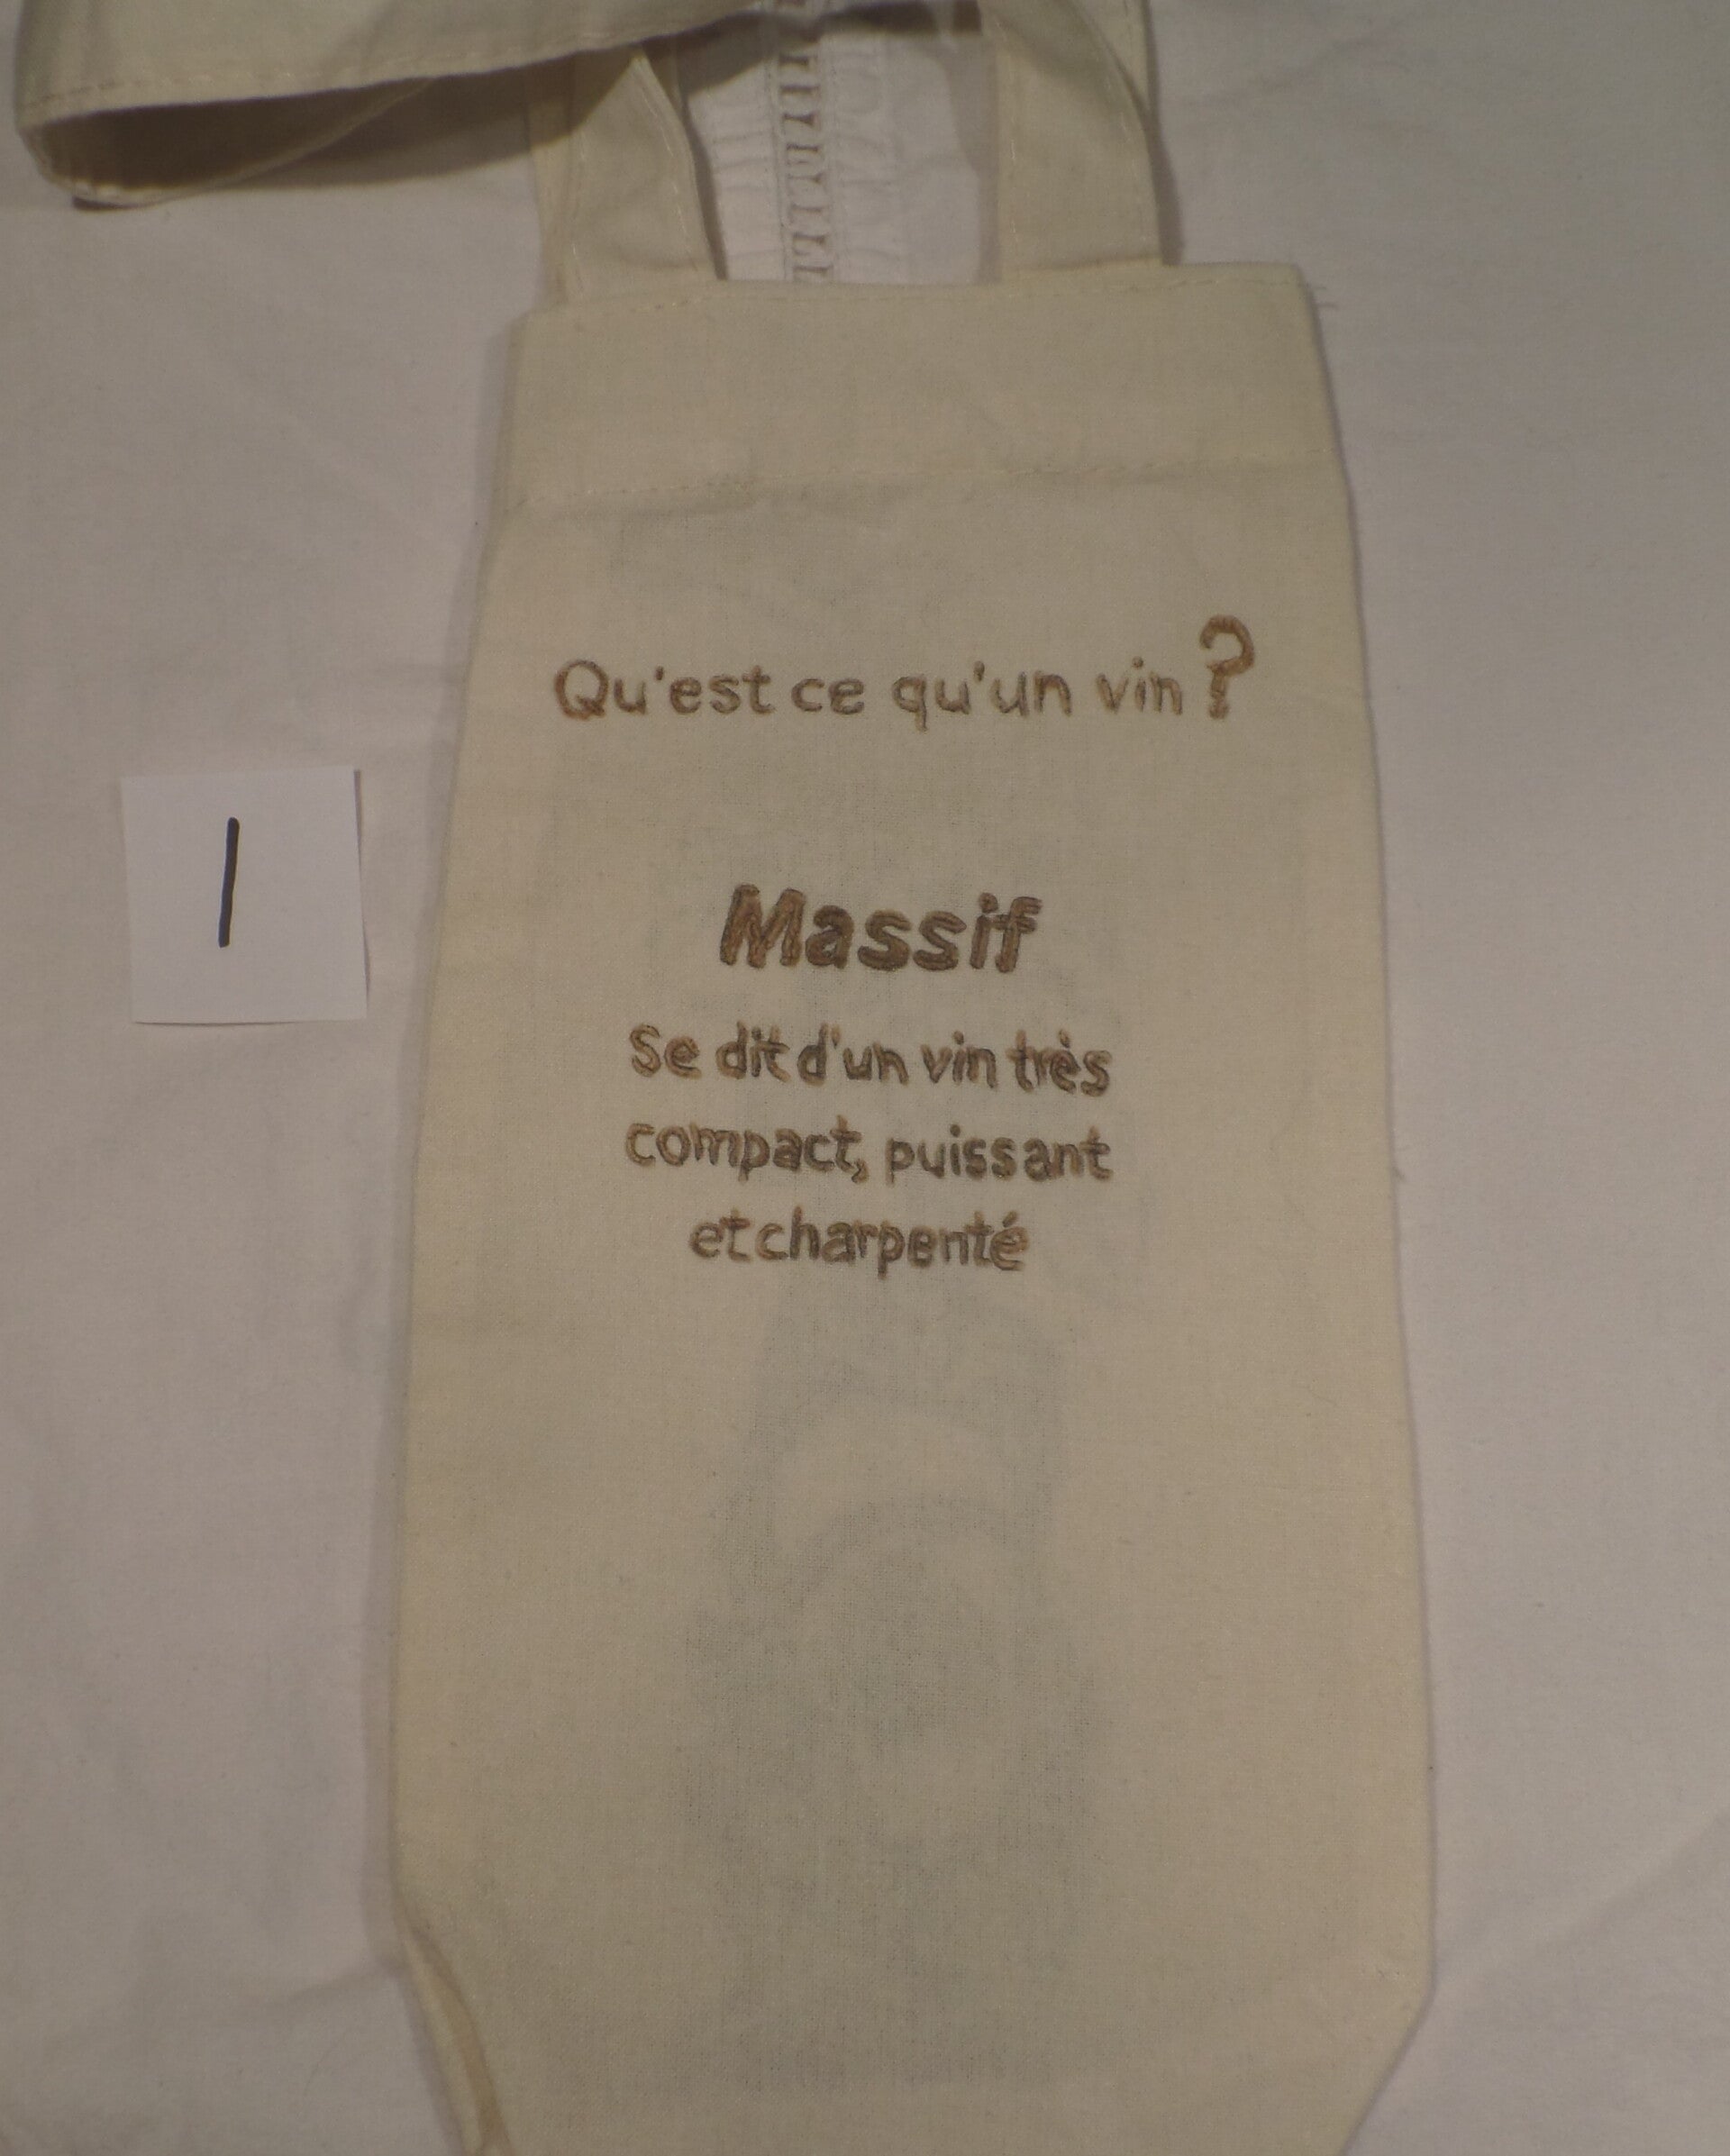 Qu'est ce qu'un vin ?
1
Massif
Se dit d'un vin très
compact, puissant
et charpenté